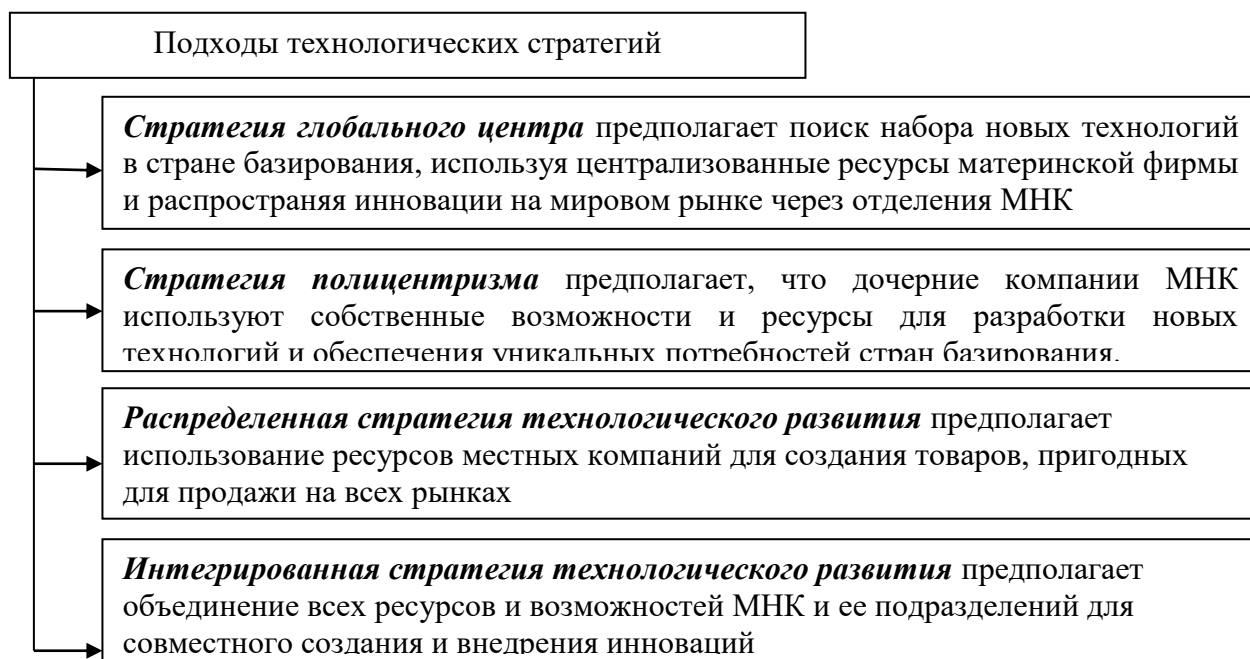 Подходы технологических стратегий
Стратегия глобального центра предполагает поиск набора новых технологий
в стране базирования, используя централизованные ресурсы материнской фирмы
и распространяя инновации на мировом рынке через отделения МНК
Стратегия полицентризма предполагает, что дочерние компании МНК
используют собственные возможности и ресурсы для разработки новых
технологий и обеспечения уникальных потребностей стран базирования.
Распределенная стратегия технологического развития предполагает
использование ресурсов местных компаний для создания товаров, пригодных
для продажи на всех рынках
Интегрированная стратегия технологического развития предполагает
объединение всех ресурсов и возможностей МНК и ее подразделений для
совместного создания и внедрения инноваций